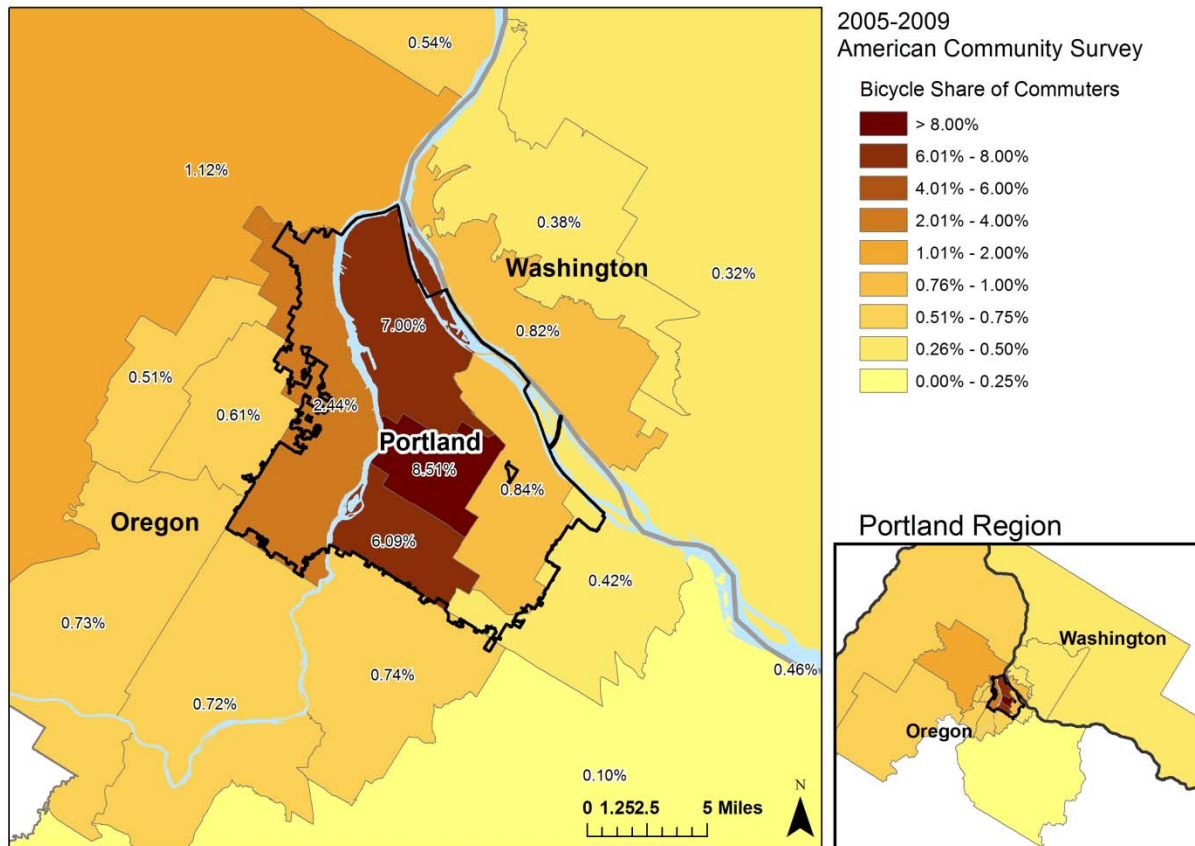 0.54%
1.12%
0.38%
Washington
0.32%
7.00%
0.82%
0.51%
0.61%
2.44%
Portland
8.51%
0.84%
Oregon
6.09%
0.42%
0.73%
0.74%
0.46%
0.72%
0.10%
N
0 1.252.5 5 Miles
2005-2009
American Community Survey
Bicycle Share of Commuters
> 8.00%
6.01% - 8.00%
4.01% - 6.00%
2.01% - 4.00%
1.01% - 2.00%
0.76% - 1.00%
0.51% - 0.75%
0.26% - 0.50%
0.00% - 0.25%
Portland Region
Washington
Oregon